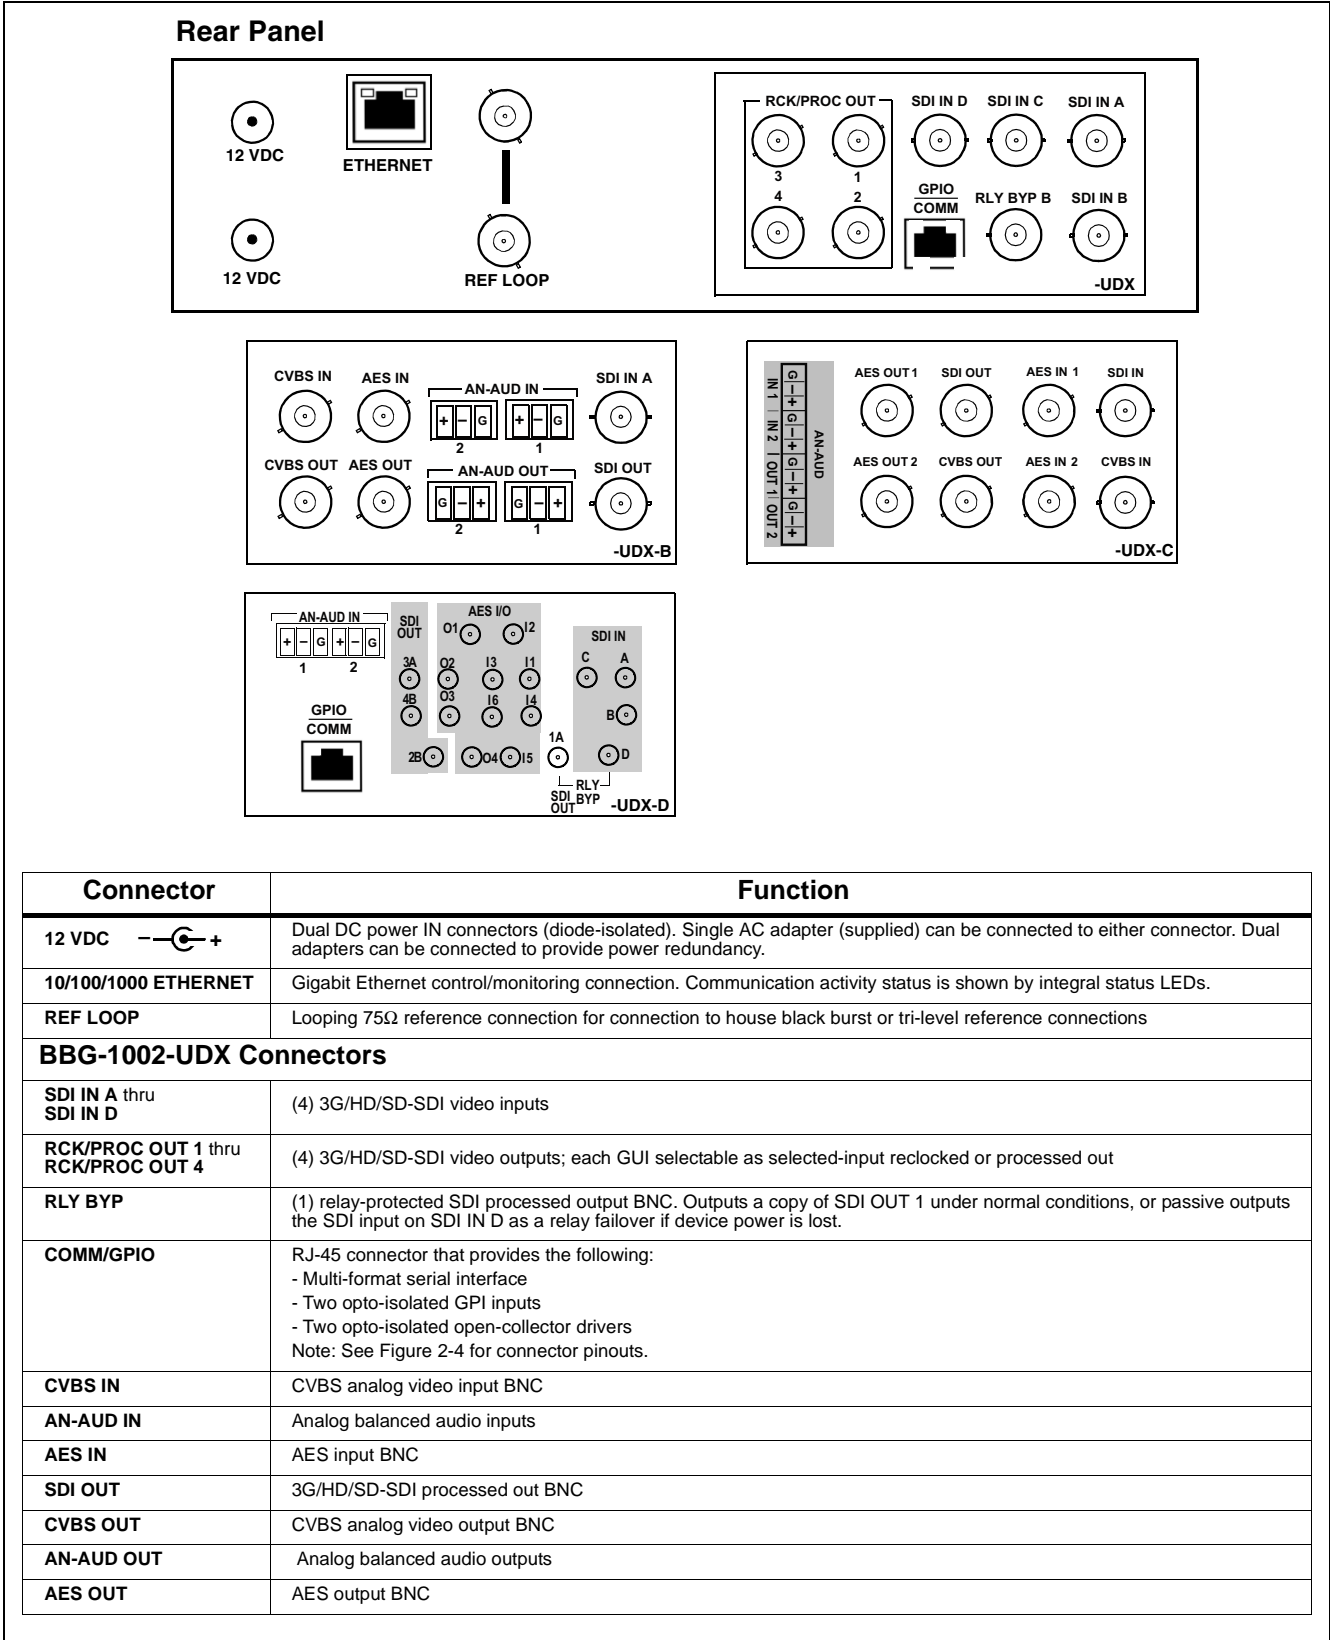 Rear Panel
12 VDC
ETHERNET
12 VDC
REF LOOP
RCK/PROC OUT
SDI IN D
SDI IN C
SDI IN A
3
1
4
2
GPIO
COMM
RLY BYP B
SDI IN B
-UDX
CVBS IN
AES IN
AN-AUD IN
SDI IN A
+ – G
+ – G
2
1
CVBS OUT
AES OUT
AN-AUD OUT
SDI OUT
G – +
G – +
2
1
-UDX-B
IN 1
IN 2
OUT 1
OUT 2
G – +
G – +
G – +
G – +
AN-AUD
AES OUT 1
SDI OUT
AES IN 1
SDI IN
AES OUT 2
CVBS OUT
AES IN 2
CVBS IN
-UDX-C
AN-AUD IN
+ – G + – G
1
2
GPIO
COMM
SDI
OUT
3A
4B
2B
AES I/O
O1
I2
O2
I3
I1
O3
I6
I4
O4
I5
1A
SDI IN
C
A
B
D
RLY
BYP
SDI
OUT
-UDX-D
Connector
Function
12 VDC – +
Dual DC power IN connectors (diode-isolated). Single AC adapter (supplied) can be connected to either connector. Dual
adapters can be connected to provide power redundancy.
10/100/1000 ETHERNET
Gigabit Ethernet control/monitoring connection. Communication activity status is shown by integral status LEDs.
REF LOOP
Looping 75Ω reference connection for connection to house black burst or tri-level reference connections
BBG-1002-UDX Connectors
SDI IN A thru
SDI IN D
(4) 3G/HD/SD-SDI video inputs
RCK/PROC OUT 1 thru
RCK/PROC OUT 4
(4) 3G/HD/SD-SDI video outputs; each GUI selectable as selected-input reclocked or processed out
RLY BYP
(1) relay-protected SDI processed output BNC. Outputs a copy of SDI OUT 1 under normal conditions, or passive outputs
the SDI input on SDI IN D as a relay failover if device power is lost.
COMM/GPIO
RJ-45 connector that provides the following:
- Multi-format serial interface
- Two opto-isolated GPI inputs
- Two opto-isolated open-collector drivers
Note: See Figure 2-4 for connector pinouts.
CVBS IN
CVBS analog video input BNC
AN-AUD IN
Analog balanced audio inputs
AES IN
AES input BNC
SDI OUT
3G/HD/SD-SDI processed out BNC
CVBS OUT
CVBS analog video output BNC
AN-AUD OUT
Analog balanced audio outputs
AES OUT
AES output BNC